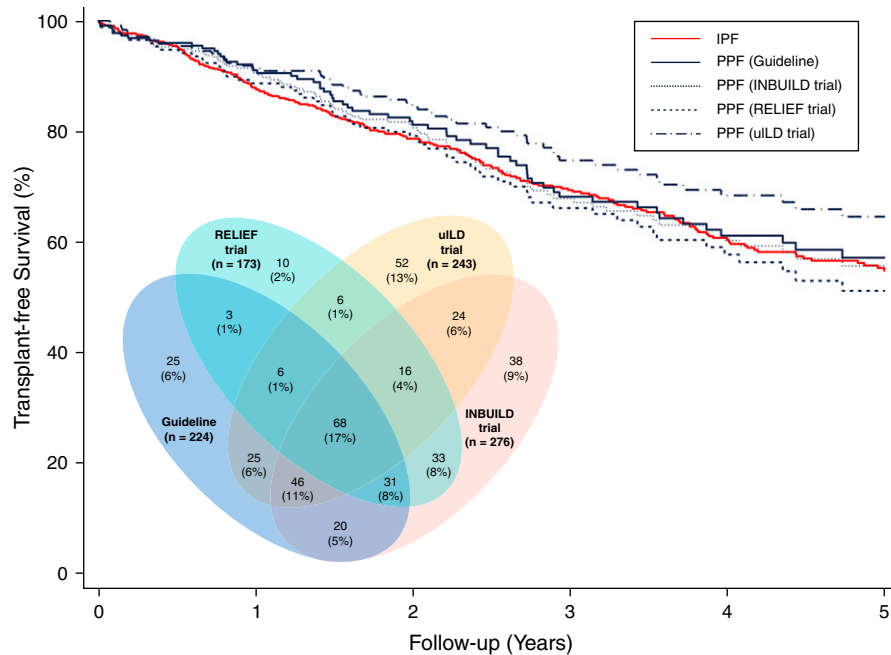 100
80
60
40
20
0
Transplant-free Survival (%)
0
1
2
3
4
5
Follow-up (Years)
IPF
PPF (Guideline)
PPF (INBUILD trial)
PPF (RELIEF trial)
PPF (uILD trial)
RELIEF
trial
(n = 173)
10
(2%)
52
(13%)
uILD
trial
(n = 243)
3
(1%)
6
(1%)
24
(6%)
25
(6%)
6
(1%)
16
(4%)
38
(9%)
Guideline
(n = 224)
68
(17%)
INBUILD
trial
(n = 276)
25
(6%)
46
(11%)
31
(8%)
33
(8%)
20
(5%)